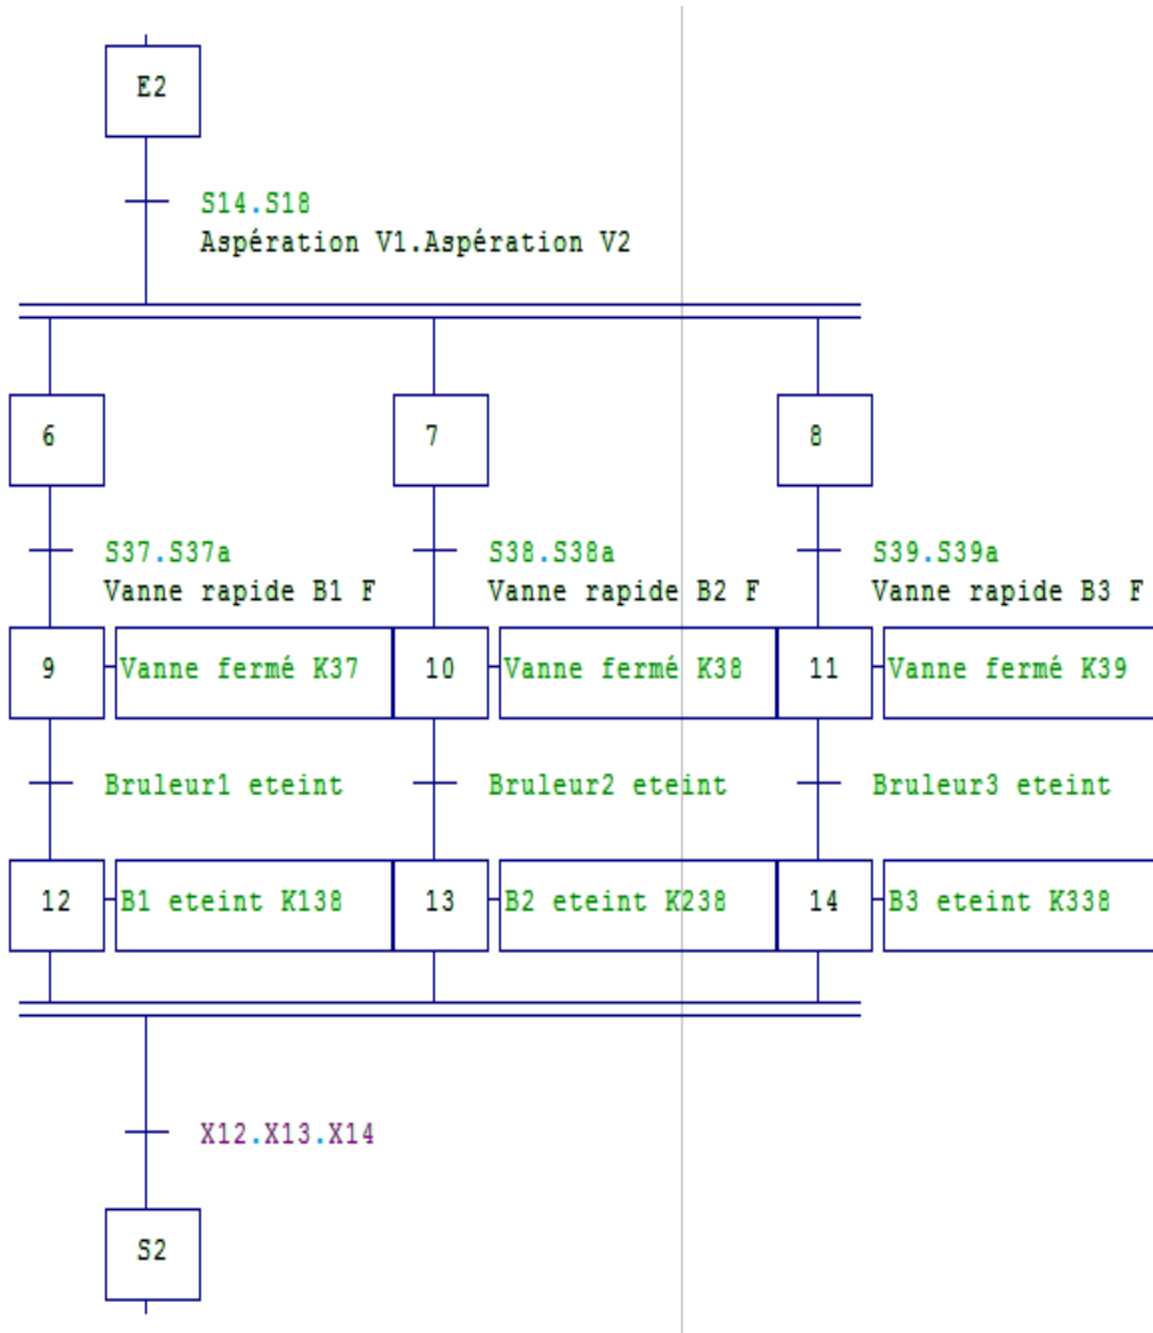 E2
S14.S18
Aspération V1.Aspération V2
6
7
8
S37.S37a
S38.S38a
S39.S39a
Vanne rapide B1 F
Vanne rapide B2 F
Vanne rapide B3 F
9
Vanne fermé K37
10
Vanne fermé K38
11
Vanne fermé K39
Bruleur1 eteint
Bruleur2 eteint
Bruleur3 eteint
12
B1 eteint K138
13
B2 eteint K238
14
B3 eteint K338
X12.X13.X14
S2